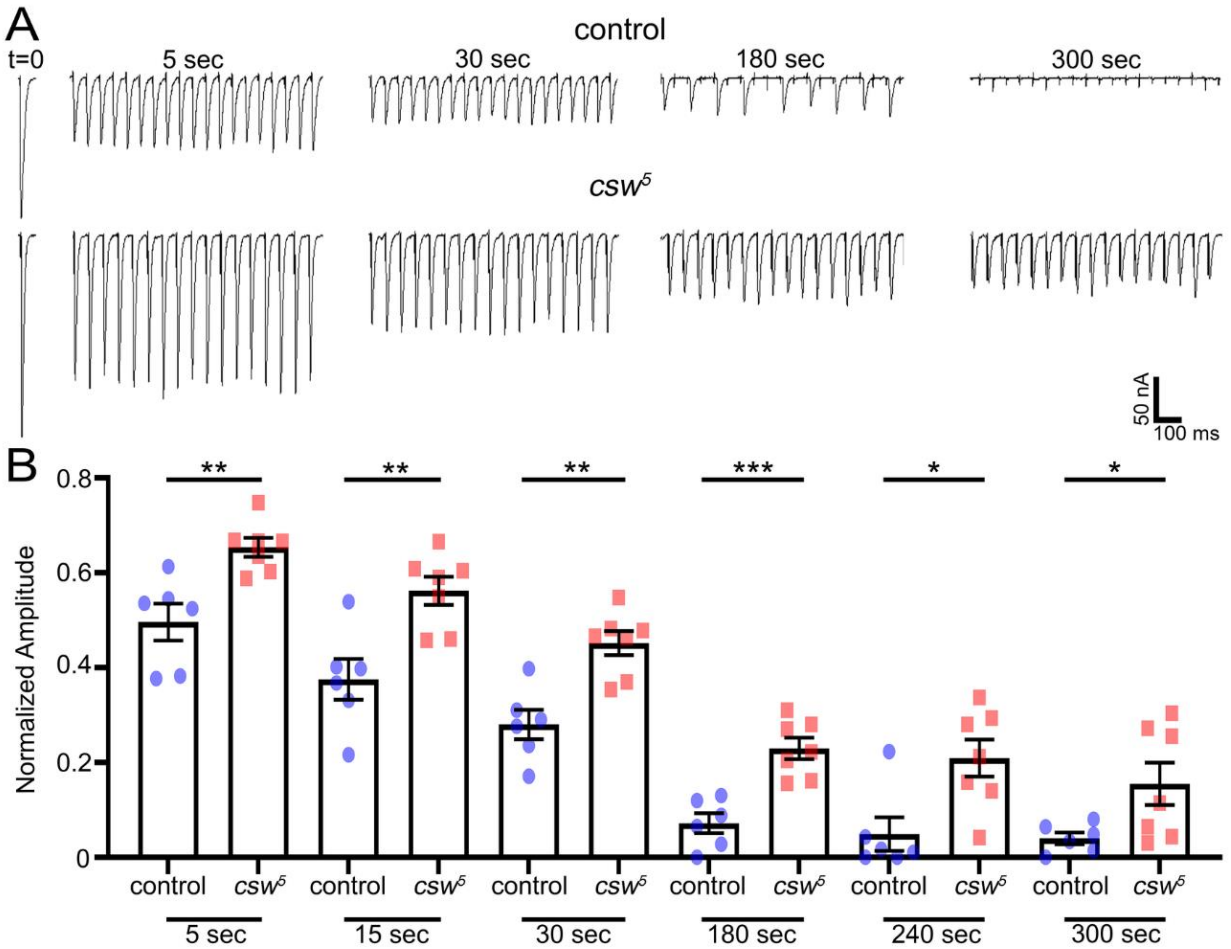 A
control
t=0 5 sec 30 sec 180 sec 300 sec
csw⁵
50 nA
100 ms
B
** ** ** *** * *
Normalized Amplitude
0.8
0.6
0.4
0.2
0
control csw⁵ control csw⁵ control csw⁵ control csw⁵ control csw⁵ control csw⁵
5 sec 15 sec 30 sec 180 sec 240 sec 300 sec